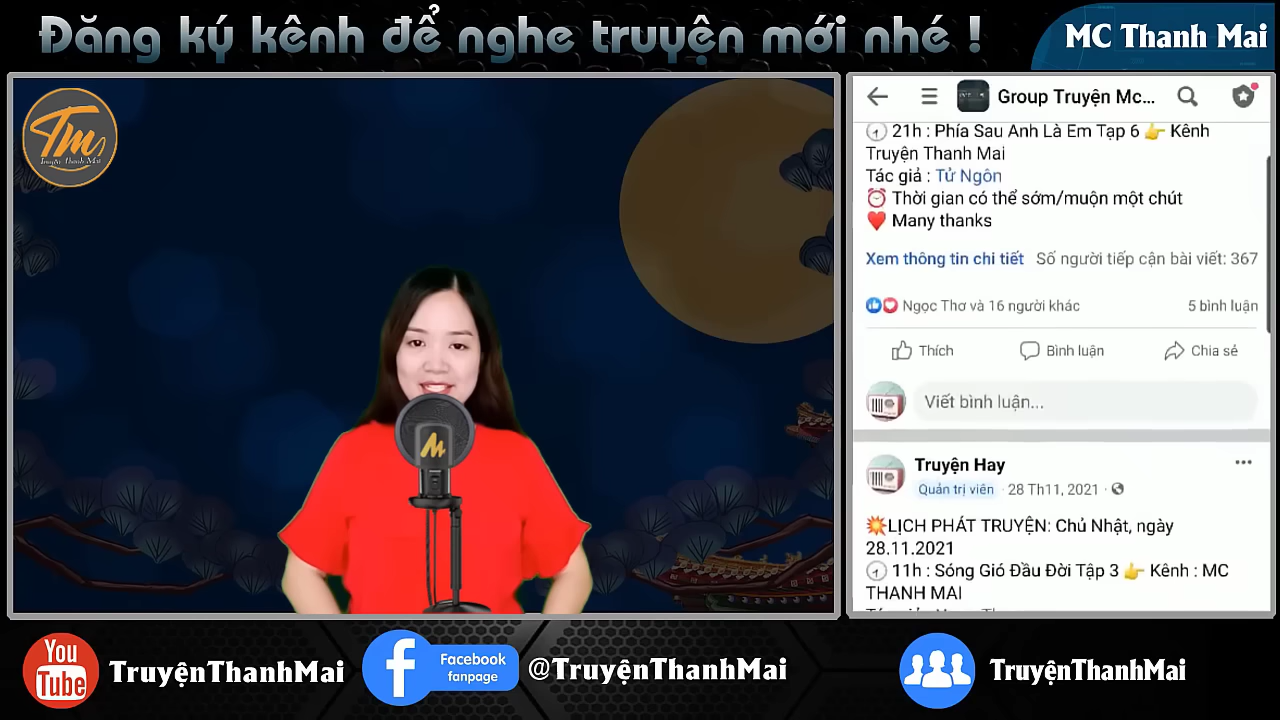 Đăng ký kênh để nghe truyện mới nhé !
MC Thanh Mai
TM
Truyện Thanh Mai
Group Truyện Mc...
21h : Phía Sau Anh Là Em Tạp 6 👉 Kênh
Truyện Thanh Mai
Tác giả : Tử Ngôn
⏰ Thời gian có thể sớm/muộn một chút
❤️ Many thanks
Xem thông tin chi tiết Số người tiếp cận bài viết: 367
Ngọc Thơ và 16 người khác 5 bình luận
Thích Bình luận Chia sẻ
Viết bình luận...
Truyện Hay
Quản trị viên · 28 Th11, 2021 ·
💥LỊCH PHÁT TRUYỆN: Chủ Nhật, ngày
28.11.2021
11h : Sóng Gió Đầu Đời Tập 3 👉 Kênh : MC
THANH MAI
You
Tube
TruyệnThanhMai
Facebook
fanpage
@TruyệnThanhMai
TruyệnThanhMai